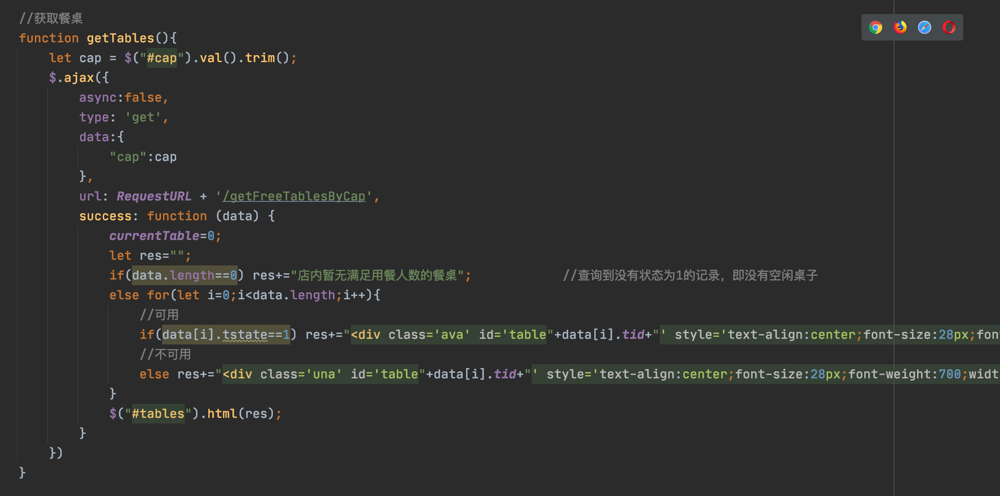 //获取餐桌
function getTables(){
let cap = $("#cap").val().trim();
$.ajax({
async:false,
type: 'get',
data:{
"cap":cap
},
url: RequestURL + '/getFreeTablesByCap',
success: function (data) {
currentTable=0;
let res="";
if(data.length==0) res+="店内暂无满足用餐人数的餐桌"; //查询到没有状态为1的记录，即没有空闲桌子
else for(let i=0;i<data.length;i++){
//可用
if(data[i].tstate==1) res+="<div class='ava' id='table"+data[i].tid+"' style='text-align:center;font-size:28px;fon
//不可用
else res+="<div class='una' id='table"+data[i].tid+"' style='text-align:center;font-size:28px;font-weight:700;widt
}
$("#tables").html(res);
}
})
}